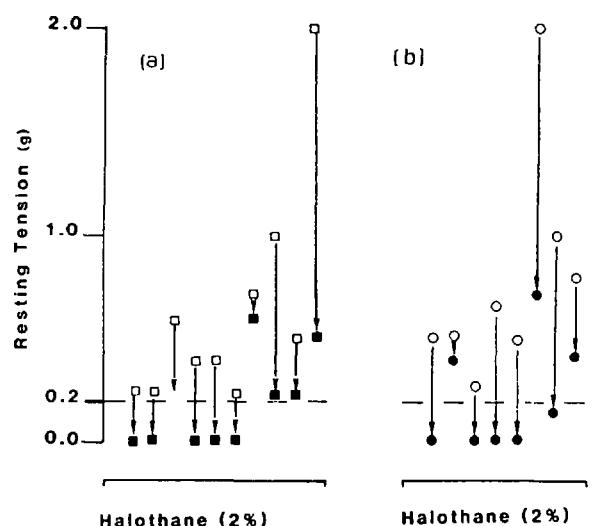 2.0
(a)
(b)
Resting Tension (g)
1.0
0.2
0.0
Halothane (2%)
Halothane (2%)